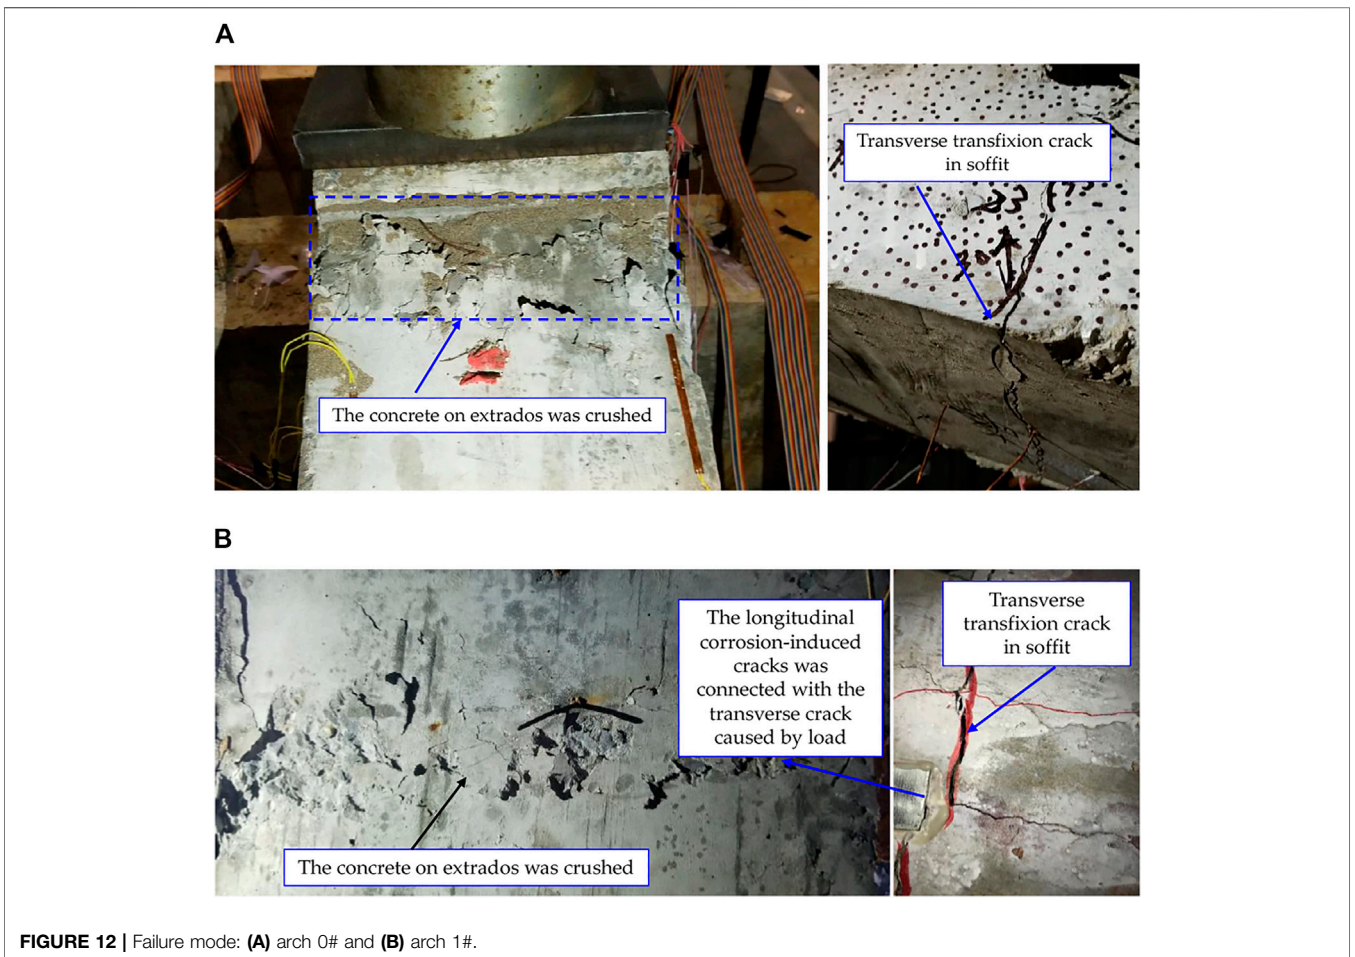 A
Transverse transfixion crack
in soffit
The concrete on extrados was crushed
B
The longitudinal
corrosion-induced
cracks was
connected with the
transverse crack
caused by load
Transverse
transfixion crack
in soffit
The concrete on extrados was crushed
FIGURE 12 | Failure mode: (A) arch 0# and (B) arch 1#.